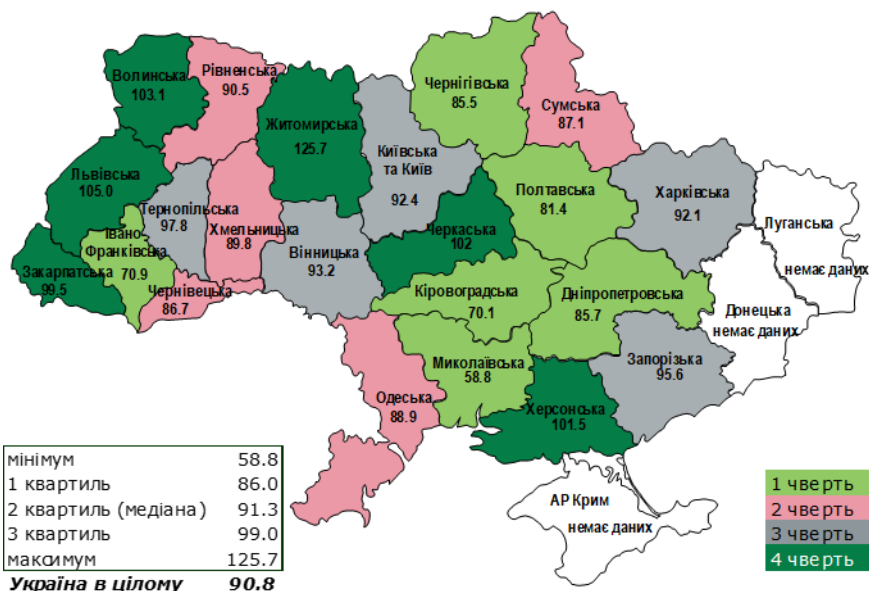 Волинська
103.1
Рівненська
90.5
Житомирська
125.7
Київська
та Київ
92.4
Чернігівська
85.5
Сумська
87.1
Львівська
105.0
Тернопільська
97.8
Хмельницька
89.8
Вінницька
93.2
Черкаська
102
Полтавська
81.4
Харківська
92.1
Луганська
немає даних
Івано
Франківська
70.9
Закарпатська
99.5
Чернівецька
86.7
Кіровоградська
70.1
Дніпропетровська
85.7
Донецька
немає даних
Миколаївська
58.8
Запорізька
95.6
Одеська
88.9
Херсонська
101.5
АР Крим
немає даних
мінімум 58.8
1 квартиль 86.0
2 квартиль (медіана) 91.3
3 квартиль 99.0
максимум 125.7
Україна в цілому 90.8
1 чверть
2 чверть
3 чверть
4 чверть